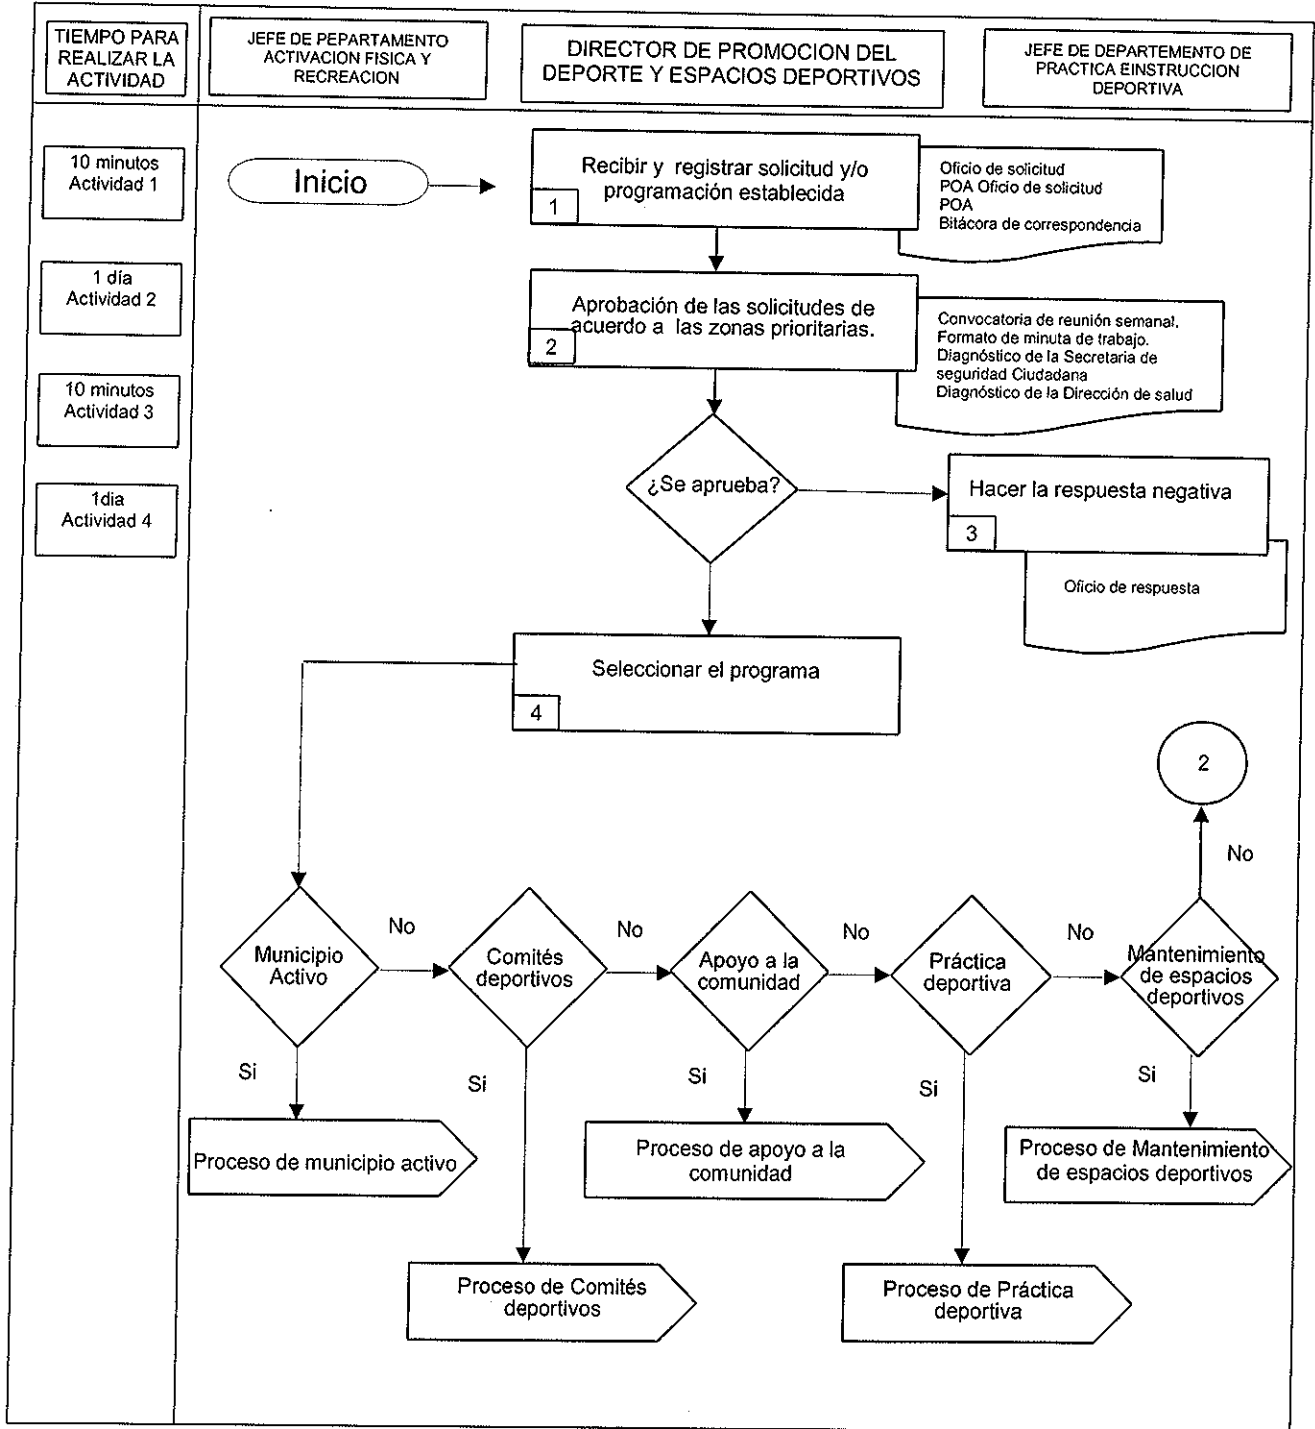 TIEMPO PARA
REALIZAR LA
ACTIVIDAD
JEFE DE PEPARTAMENTO
ACTIVACION FISICA Y
RECREACION
DIRECTOR DE PROMOCION DEL
DEPORTE Y ESPACIOS DEPORTIVOS
JEFE DE DEPARTEMENTO DE
PRACTICA EINSTRUCCION
DEPORTIVA
10 minutos
Actividad 1
Inicio
Recibir y registrar solicitud y/o
programación establecida
1
Oficio de solicitud
POA Oficio de solicitud
POA
Bitácora de correspondencia
1 día
Actividad 2
Aprobación de las solicitudes de
acuerdo a las zonas prioritarias.
2
Convocatoria de reunión semanal.
Formato de minuta de trabajo.
Diagnóstico de la Secretaria de
seguridad Ciudadana
Diagnóstico de la Dirección de salud
10 minutos
Actividad 3
¿Se aprueba?
Hacer la respuesta negativa
3
Oficio de respuesta
1dia
Actividad 4
Seleccionar el programa
4
2
No
Municipio
Activo
No
Comités
deportivos
No
Apoyo a la
comunidad
No
Práctica
deportiva
No
Mantenimiento
de espacios
deportivos
Si
Si
Si
Si
Si
Proceso de municipio activo
Proceso de apoyo a la
comunidad
Proceso de Mantenimiento
de espacios deportivos
Proceso de Comités
deportivos
Proceso de Práctica
deportiva